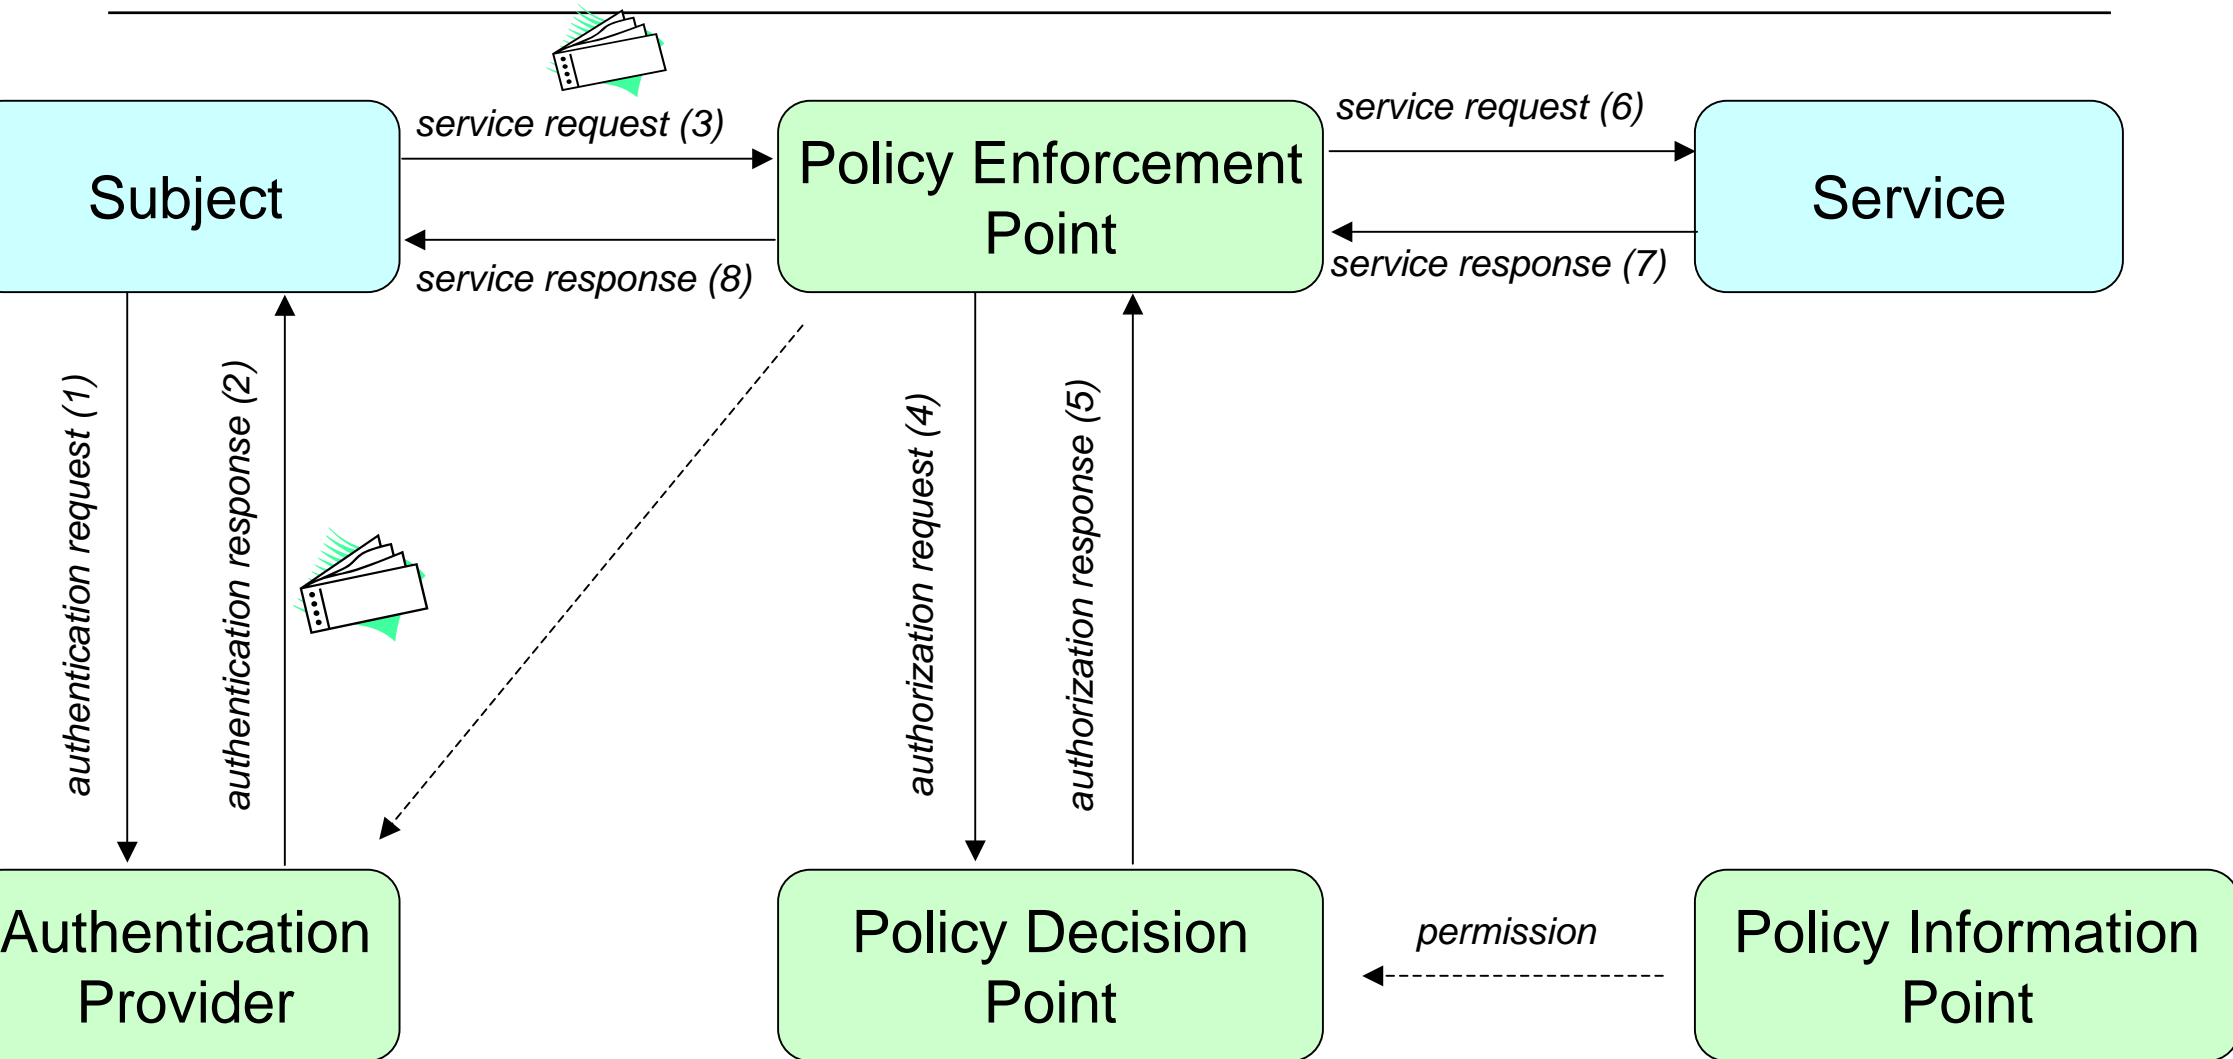 service request (3)
service request (6)
Subject
Policy Enforcement
Point
Service
service response (8)
service response (7)
authentication request (1)
authentication response (2)
authorization request (4)
authorization response (5)
Authentication
Provider
Policy Decision
Point
permission
Policy Information
Point